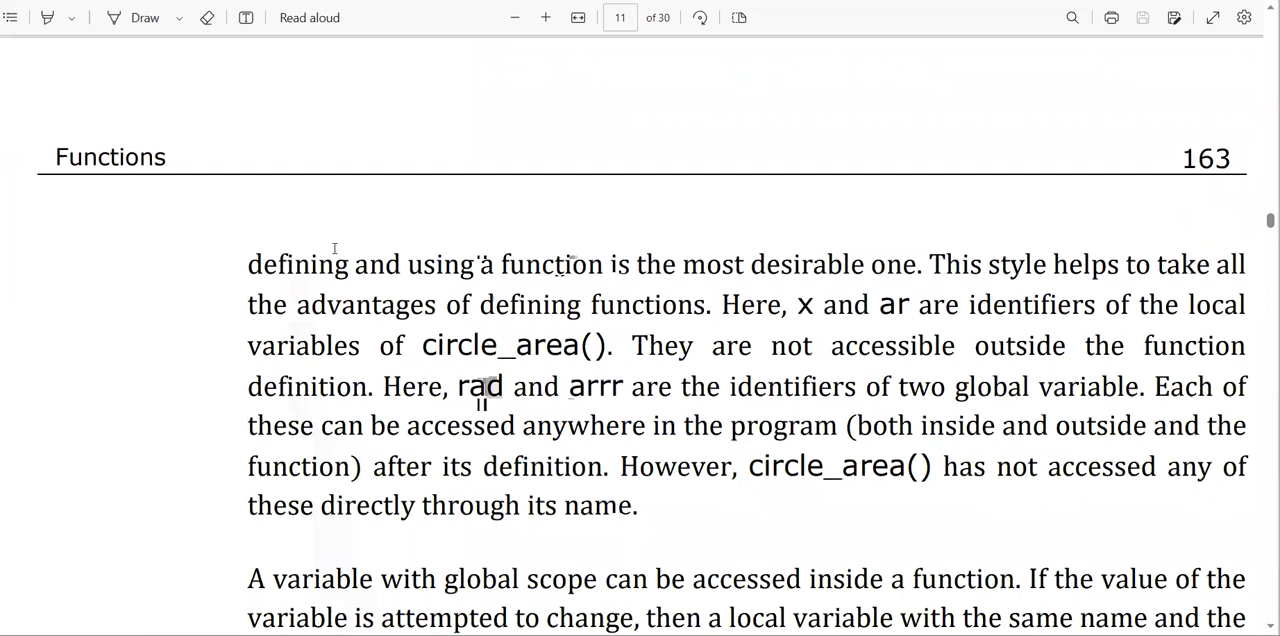 Draw
Read aloud
11 of 30
Functions 163
defining and using a function is the most desirable one. This style helps to take all
the advantages of defining functions. Here, x and ar are identifiers of the local
variables of circle_area(). They are not accessible outside the function
definition. Here, rad and arrr are the identifiers of two global variable. Each of
these can be accessed anywhere in the program (both inside and outside and the
function) after its definition. However, circle_area() has not accessed any of
these directly through its name.
A variable with global scope can be accessed inside a function. If the value of the
variable is attempted to change, then a local variable with the same name and the